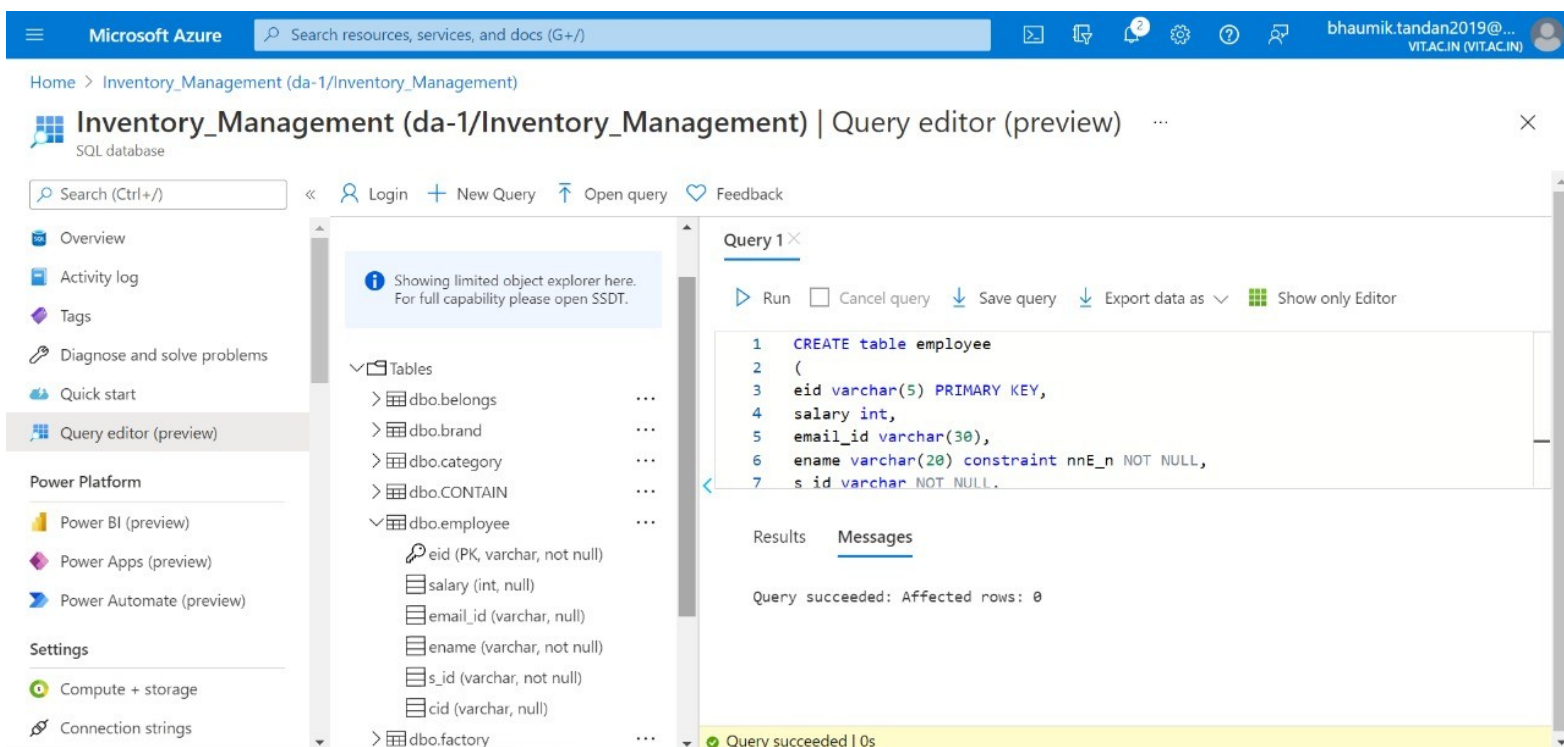 Microsoft Azure
Search resources, services, and docs (G+/)
2
bhaumik.tandan2019@...
VIT.AC.IN (VIT.AC.IN)
Home > Inventory_Management (da-1/Inventory_Management)
Inventory_Management (da-1/Inventory_Management) | Query editor (preview) ...
SQL database
Search (Ctrl+/)
«
Login
New Query
Open query
Feedback
Overview
Activity log
Tags
Diagnose and solve problems
Quick start
Query editor (preview)
Power Platform
Power BI (preview)
Power Apps (preview)
Power Automate (preview)
Settings
Compute + storage
Connection strings
Showing limited object explorer here.
For full capability please open SSDT.
Tables
dbo.belongs ...
dbo.brand ...
dbo.category ...
dbo.CONTAIN ...
dbo.employee ...
eid (PK, varchar, not null)
salary (int, null)
email_id (varchar, null)
ename (varchar, not null)
s_id (varchar, not null)
cid (varchar, null)
dbo.factory ...
Query 1
Run
Cancel query
Save query
Export data as
Show only Editor
1 CREATE table employee
2 (
3 eid varchar(5) PRIMARY KEY,
4 salary int,
5 email_id varchar(30),
6 ename varchar(20) constraint nnE_n NOT NULL,
7 s_id varchar NOT NULL,
Results
Messages
Query succeeded: Affected rows: 0
Query succeeded | 0s